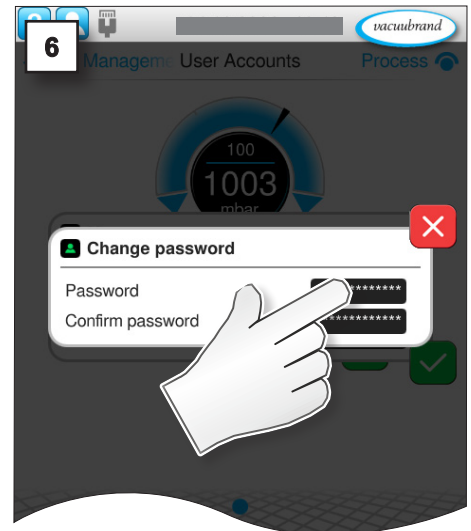 vacuubrand
6
Manageme User Accounts Process
100
1003
mbar
Change password
Password ***********
Confirm password ************